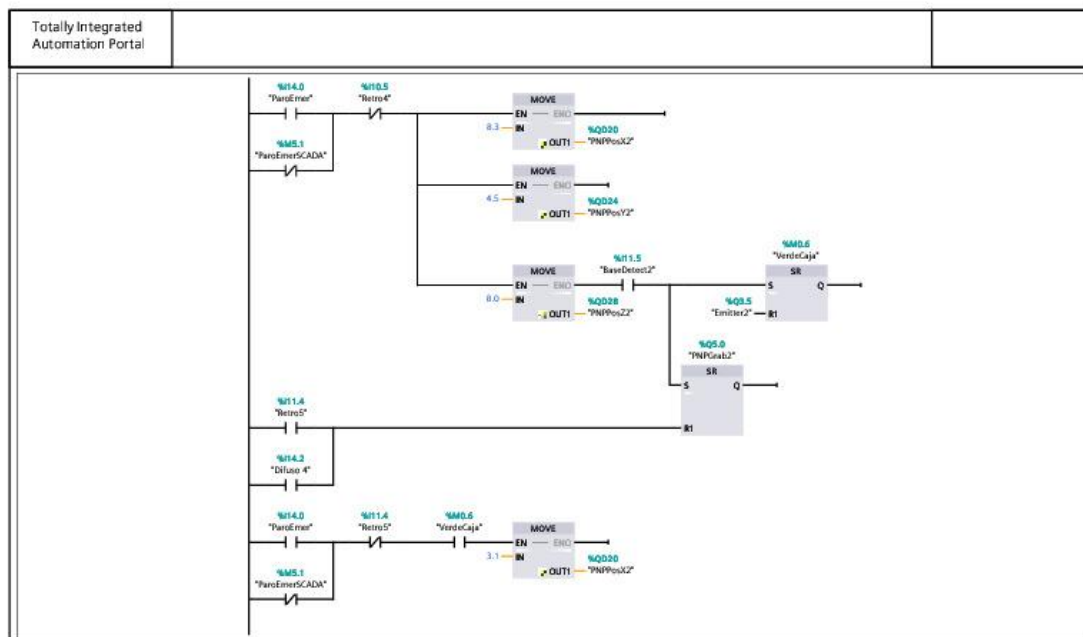 Totally Integrated
Automation Portal
%I14.0
"ParoEmer"
%I10.5
"Retro4"
MOVE
EN
ENO
8.3
IN
%QD20
OUT1
"PNPPosX2"
%M5.1
"ParoEmerSCADA"
MOVE
EN
ENO
4.5
IN
%QD24
OUT1
"PNPPosY2"
%I11.5
"BaseDetect2"
%M0.6
"VerdeCaja"
MOVE
SR
EN
ENO
S
Q
8.0
IN
%QD28
OUT1
"PNPPosZ2"
%Q3.5
"Emitter2"
R1
%Q5.0
"PNPGrab2"
SR
S
Q
%I11.4
"Retro5"
R1
%I14.2
"Difuso 4"
%I14.0
"ParoEmer"
%I11.4
"Retro5"
%M0.6
"VerdeCaja"
MOVE
EN
ENO
3.1
IN
%QD20
OUT1
"PNPPosX2"
%M5.1
"ParoEmerSCADA"